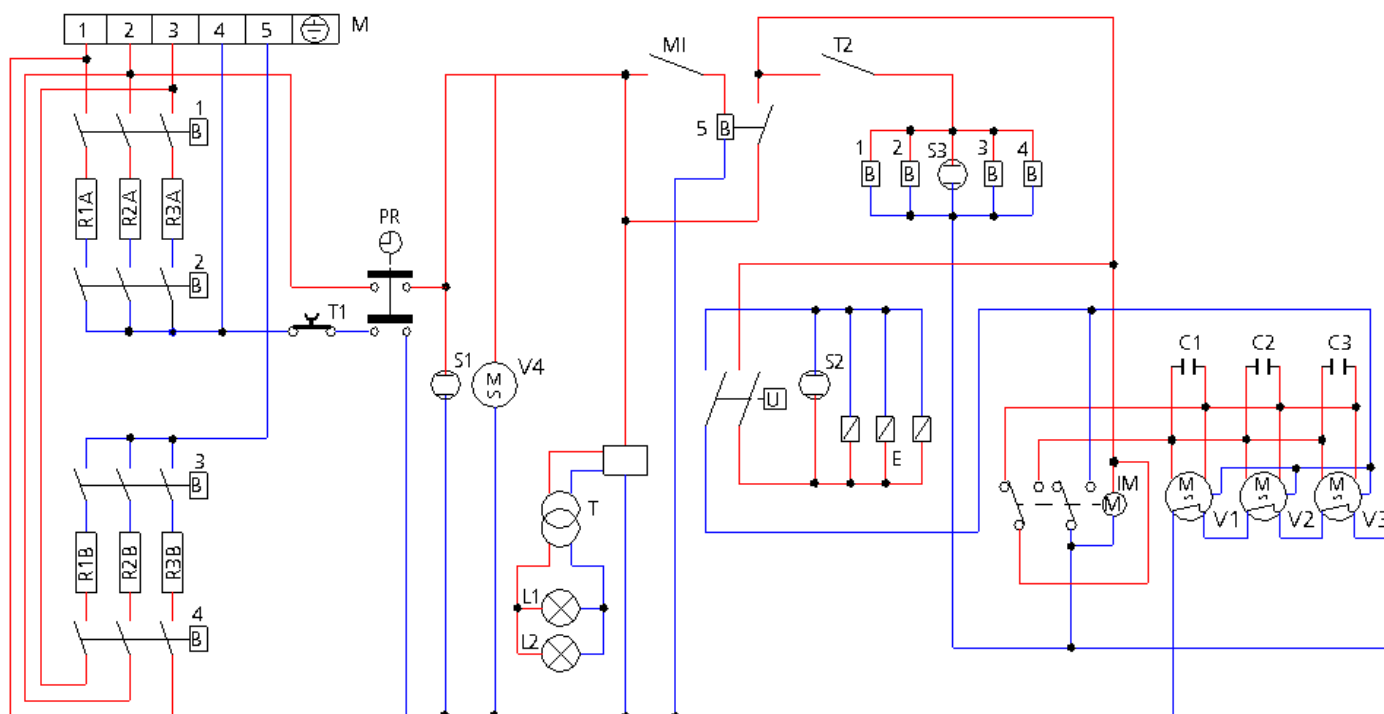 1 2 3 4 5 M
MI T2
1 B
5 B
1 2 S3 3 4
B B B B
R1A R2A R3A
PR
2 B
T1
C1 C2 C3
S1 M S V4
S2
U
E
3 B
T
IM
M
M S V1 M S V2 M S V3
R1B R2B R3B
L1
4 B
L2